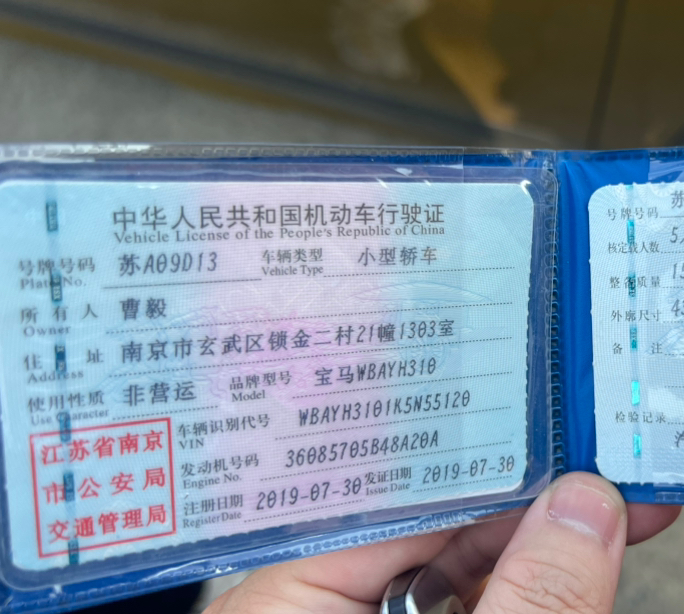 中华人民共和国机动车行驶证
Vehicle License of the People's Republic of China
号牌号码 苏A09D13 车辆类型 小型轿车
Plate No. Vehicle Type
所有人 曹毅
Owner
住址 南京市玄武区锁金二村21幢1303室
Address
使用性质 非营运 品牌型号 宝马WBAYH310
Use Character Model
车辆识别代号 WBAYH3101K5N55120
VIN
发动机号码 36085705B48A20A
Engine No.
注册日期 2019-07-30 发证日期 2019-07-30
Register Date Issue Date
江苏省南京
市公安局
交通管理局
号牌号码 苏
核定载人数 5
整备质量
外廓尺寸
备注
检验记录